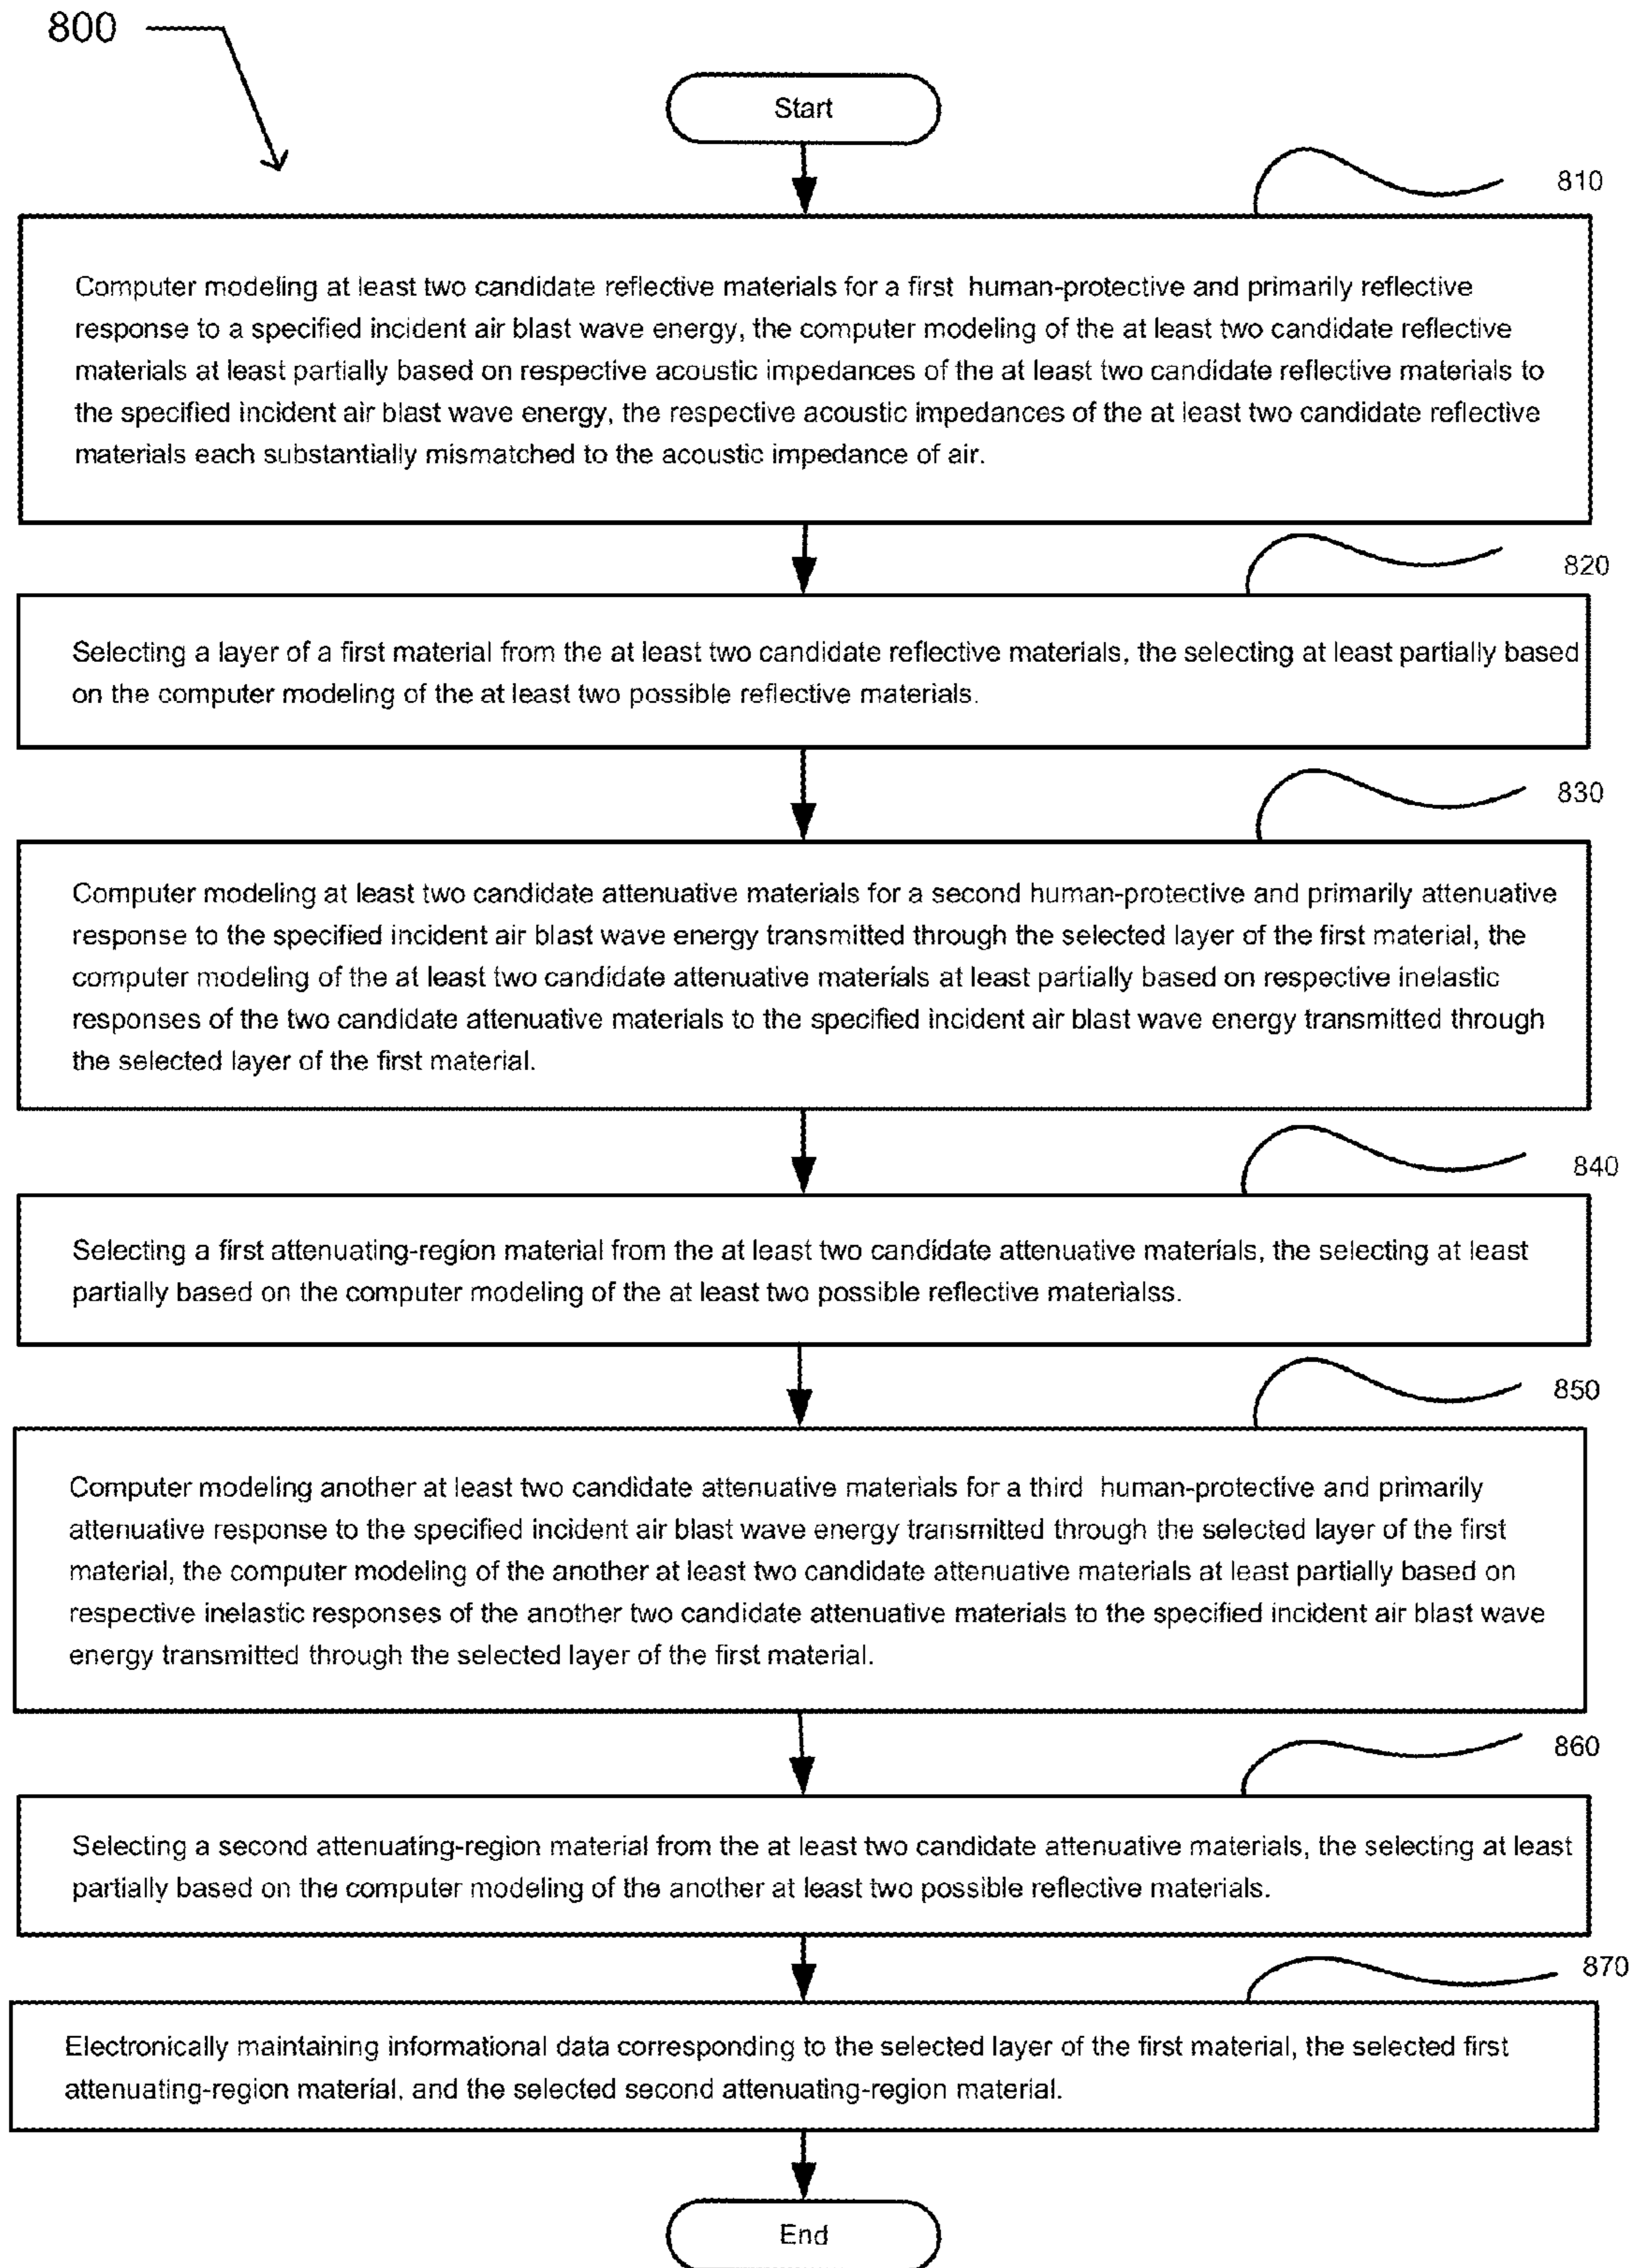 800
Start
810
Computer modeling at least two candidate reflective materials for a first human-protective and primarily reflective
response to a specified incident air blast wave energy, the computer modeling of the at least two candidate reflective
materials at least partially based on respective acoustic impedances of the at least two candidate reflective materials to
the specified incident air blast wave energy, the respective acoustic impedances of the at least two candidate reflective
materials each substantially mismatched to the acoustic impedance of air.
820
Selecting a layer of a first material from the at least two candidate reflective materials, the selecting at least partially based
on the computer modeling of the at least two possible reflective materials.
830
Computer modeling at least two candidate attenuative materials for a second human-protective and primarily attenuative
response to the specified incident air blast wave energy transmitted through the selected layer of the first material, the
computer modeling of the at least two candidate attenuative materials at least partially based on respective inelastic
responses of the two candidate attenuative materials to the specified incident air blast wave energy transmitted through
the selected layer of the first material.
840
Selecting a first attenuating-region material from the at least two candidate attenuative materials, the selecting at least
partially based on the computer modeling of the at least two possible reflective materialss.
850
Computer modeling another at least two candidate attenuative materials for a third human-protective and primarily
attenuative response to the specified incident air blast wave energy transmitted through the selected layer of the first
material, the computer modeling of the another at least two candidate attenuative materials at least partially based on
respective inelastic responses of the another two candidate attenuative materials to the specified incident air blast wave
energy transmitted through the selected layer of the first material.
860
Selecting a second attenuating-region material from the at least two candidate attenuative materials, the selecting at least
partially based on the computer modeling of the another at least two possible reflective materials.
870
Electronically maintaining informational data corresponding to the selected layer of the first material, the selected first
attenuating-region material, and the selected second attenuating-region material.
End